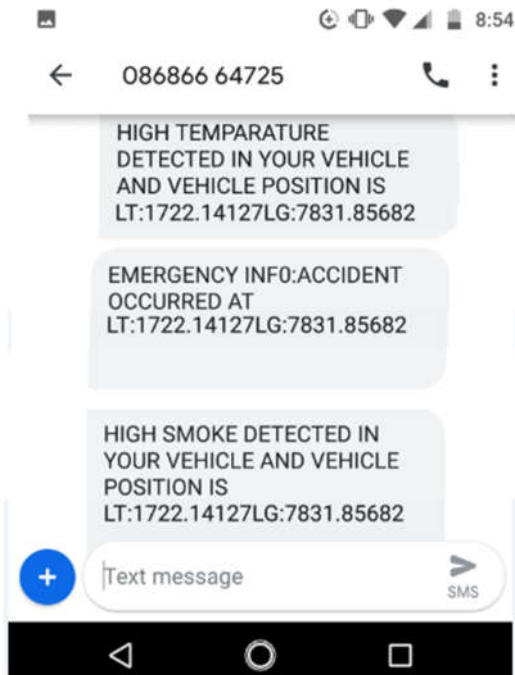 8:54
086866 64725
HIGH TEMPARATURE
DETECTED IN YOUR VEHICLE
AND VEHICLE POSITION IS
LT:1722.14127LG:7831.85682
EMERGENCY INF0:ACCIDENT
OCCURRED AT
LT:1722.14127LG:7831.85682
HIGH SMOKE DETECTED IN
YOUR VEHICLE AND VEHICLE
POSITION IS
LT:1722.14127LG:7831.85682
Text message
SMS